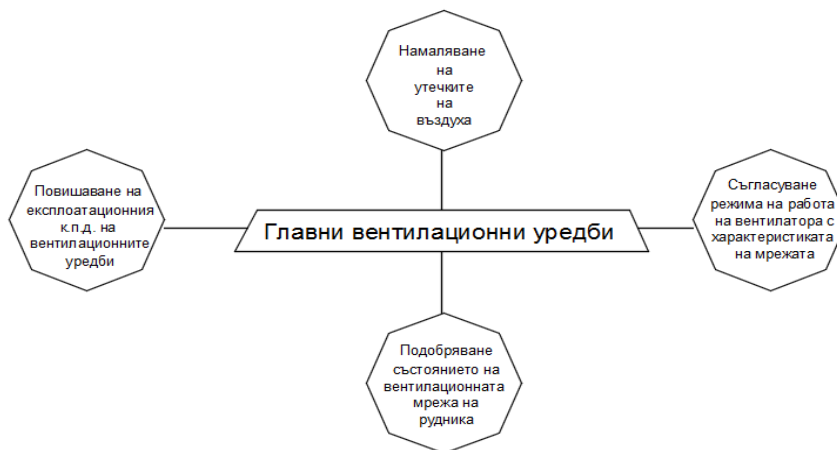 Намаляване
на
утечките
на
въздуха
Повишаване на
експлоатационния
к.п.д. на
вентилационните
уредби
Главни вентилационни уредби
Съгласуване
режима на работа
на вентилатора с
характеристиката
на мрежата
Подобряване
състоянието на
вентилационната
мрежа на
рудника